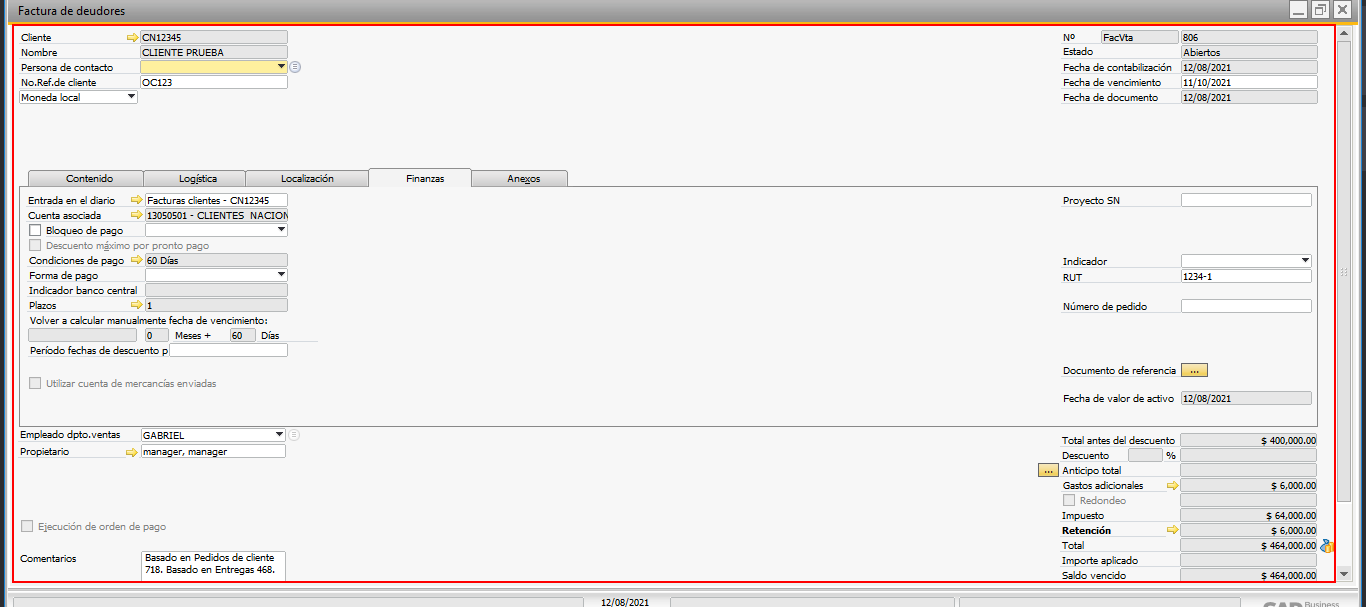 Factura de deudores
Cliente CN12345
Nombre CLIENTE PRUEBA
Persona de contacto
No.Ref.de cliente OC123
Moneda local
Nº FacVta 806
Estado Abiertos
Fecha de contabilización 12/08/2021
Fecha de vencimiento 11/10/2021
Fecha de documento 12/08/2021
Contenido Logística Localización Finanzas Anexos
Entrada en el diario Facturas clientes - CN12345
Cuenta asociada 13050501 - CLIENTES NACION
Bloqueo de pago
Descuento máximo por pronto pago
Condiciones de pago 60 Días
Forma de pago
Indicador banco central
Plazos 1
Volver a calcular manualmente fecha de vencimiento:
0 Meses + 60 Días
Período fechas de descuento p
Utilizar cuenta de mercancías enviadas
Proyecto SN
Indicador
RUT 1234-1
Número de pedido
Documento de referencia ...
Fecha de valor de activo 12/08/2021
Empleado dpto.ventas GABRIEL
Propietario manager, manager
Ejecución de orden de pago
Comentarios Basado en Pedidos de cliente
718. Basado en Entregas 468.
Total antes del descuento $ 400,000.00
Descuento %
... Anticipo total
Gastos adicionales $ 6,000.00
Redondeo
Impuesto $ 64,000.00
Retención $ 6,000.00
Total $ 464,000.00
Importe aplicado
Saldo vencido $ 464,000.00
12/08/2021
SAP Business